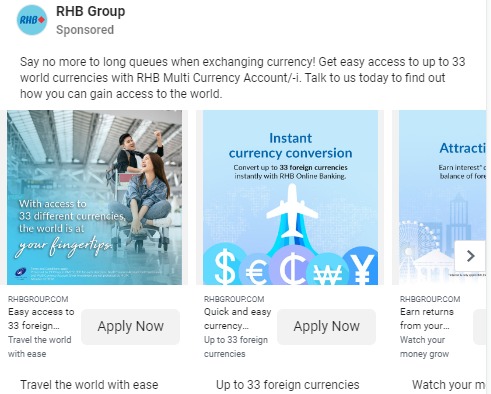 RHB
RHB Group
Sponsored
Say no more to long queues when exchanging currency! Get easy access to up to 33
world currencies with RHB Multi Currency Account/-i. Talk to us today to find out
how you can gain access to the world.
With access to
33 different currencies,
the world is at
your fingertips.
RHBGROUP.COM
Easy access to
33 foreign...
Travel the world
with ease
Apply Now
Travel the world with ease
Instant
currency conversion
Convert up to 33 foreign currencies
instantly with RHB Online Banking.
$ € ₵ ₩ ¥
RHBGROUP.COM
Quick and easy
currency...
Up to 33 foreign
currencies
Apply Now
Up to 33 foreign currencies
Attracti
Earn interest*
balance of fore
RHBGROUP.COM
Earn returns
from your...
Watch your
money grow
Watch your m